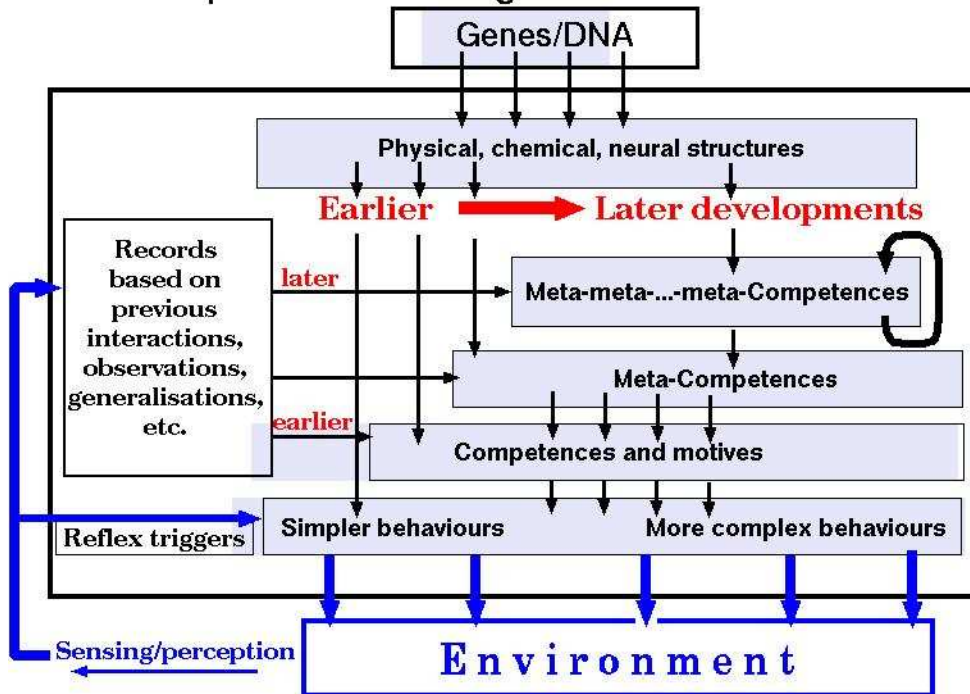 Genes/DNA
Physical, chemical, neural structures
Earlier Later developments
Records
based on
previous
interactions,
observations,
generalisations,
etc.
later
Meta-meta-...-meta-Competences
Meta-Competences
earlier
Competences and motives
Reflex triggers
Simpler behaviours More complex behaviours
Sensing/perception
Environment